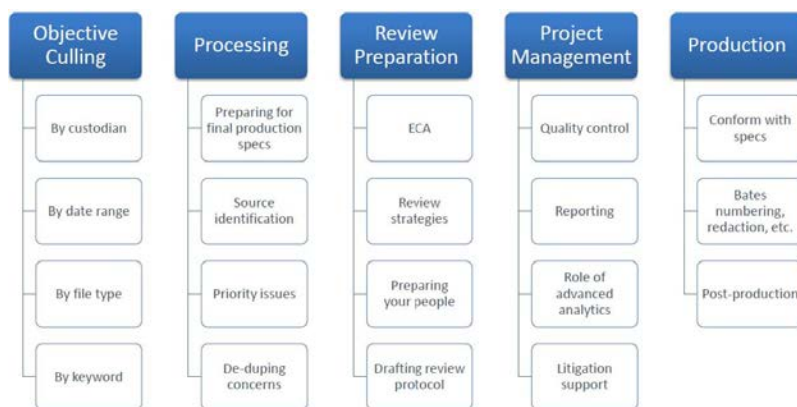 Objective
Culling
By custodian
By date range
By file type
By keyword
Processing
Preparing for
final production
specs
Source
identification
Priority issues
De-duping
concerns
Review
Preparation
ECA
Review
strategies
Preparing
your people
Drafting review
protocol
Project
Management
Quality control
Reporting
Role of
advanced
analytics
Litigation
support
Production
Conform with
specs
Bates
numbering,
redaction, etc.
Post-production